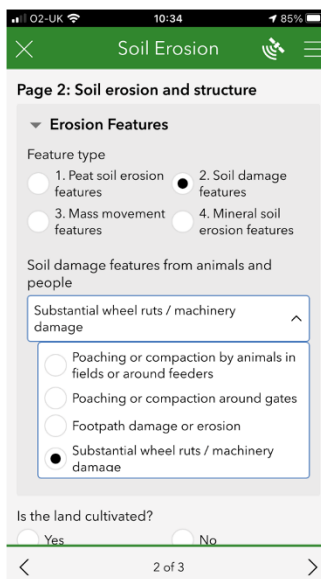 O2-UK 10:34 85%
Soil Erosion
Page 2: Soil erosion and structure
Erosion Features
Feature type
1. Peat soil erosion
features
2. Soil damage
features
3. Mass movement
features
4. Mineral soil
erosion features
Soil damage features from animals and
people
Substantial wheel ruts / machinery
damage
Poaching or compaction by animals in
fields or around feeders
Poaching or compaction around gates
Footpath damage or erosion
Substantial wheel ruts / machinery
damage
Is the land cultivated?
Yes No
2 of 3